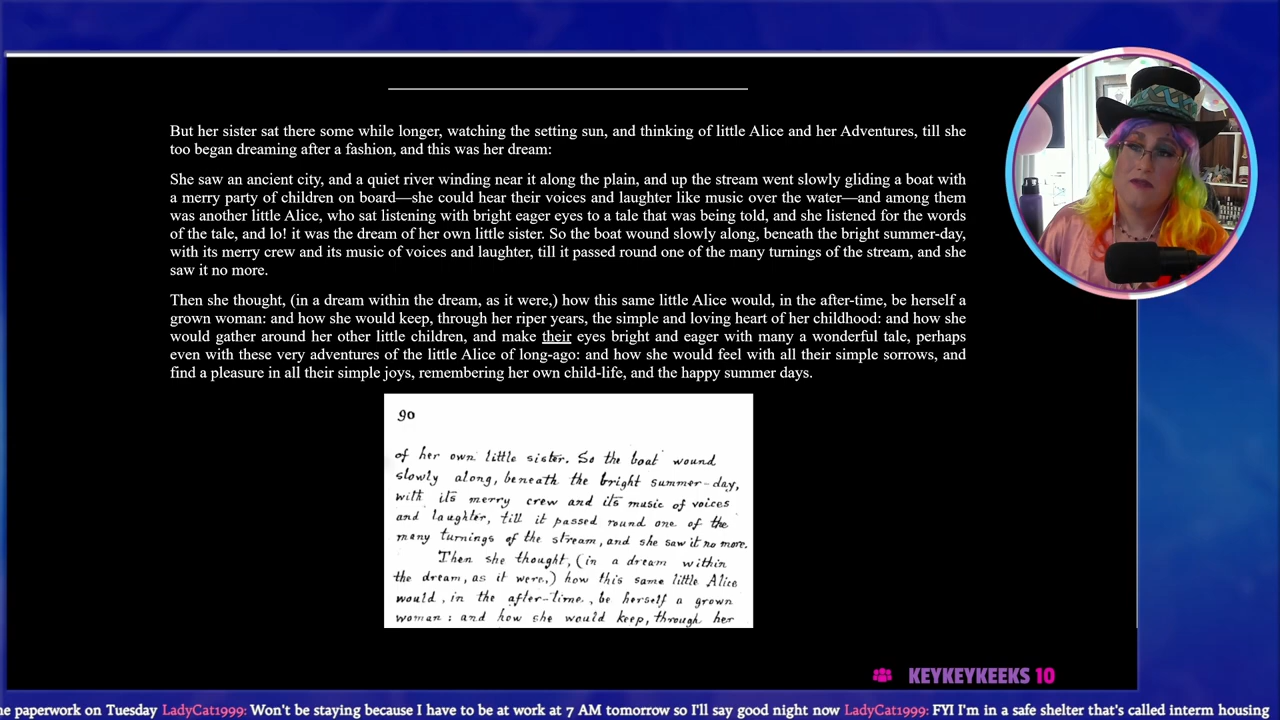 But her sister sat there some while longer, watching the setting sun, and thinking of little Alice and her Adventures, till she
too began dreaming after a fashion, and this was her dream:
She saw an ancient city, and a quiet river winding near it along the plain, and up the stream went slowly gliding a boat with
a merry party of children on board—she could hear their voices and laughter like music over the water—and among them
was another little Alice, who sat listening with bright eager eyes to a tale that was being told, and she listened for the words
of the tale, and lo! it was the dream of her own little sister. So the boat wound slowly along, beneath the bright summer-day,
with its merry crew and its music of voices and laughter, till it passed round one of the many turnings of the stream, and she
saw it no more.
Then she thought, (in a dream within the dream, as it were,) how this same little Alice would, in the after-time, be herself a
grown woman: and how she would keep, through her riper years, the simple and loving heart of her childhood: and how she
would gather around her other little children, and make their eyes bright and eager with many a wonderful tale, perhaps
even with these very adventures of the little Alice of long-ago: and how she would feel with all their simple sorrows, and
find a pleasure in all their simple joys, remembering her own child-life, and the happy summer days.
90
of her own little sister. So the boat wound
slowly along, beneath the bright summer-day,
with its merry crew and its music of voices
and laughter, till it passed round one of the
many turnings of the stream, and she saw it no more.
Then she thought, (in a dream within
the dream, as it were,) how this same little Alice
would, in the after-time, be herself a grown
woman: and how she would keep, through her
KEYKEYKEEKS 10
paperwork on Tuesday LadyCat1999: Won't be staying because I have to be at work at 7 AM tomorrow so I'll say good night now LadyCat1999: FYI I'm in a safe shelter that's called interm housing